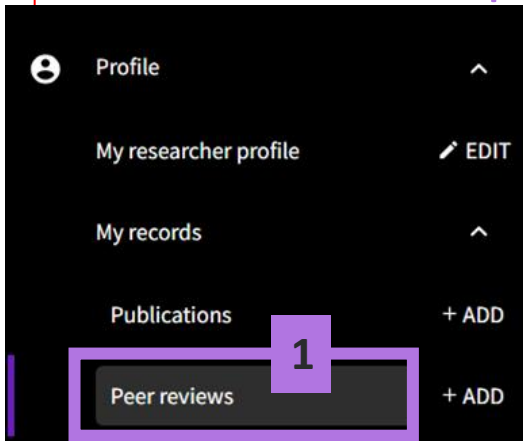 Profile
My researcher profile EDIT
My records
Publications + ADD
1
Peer reviews + ADD